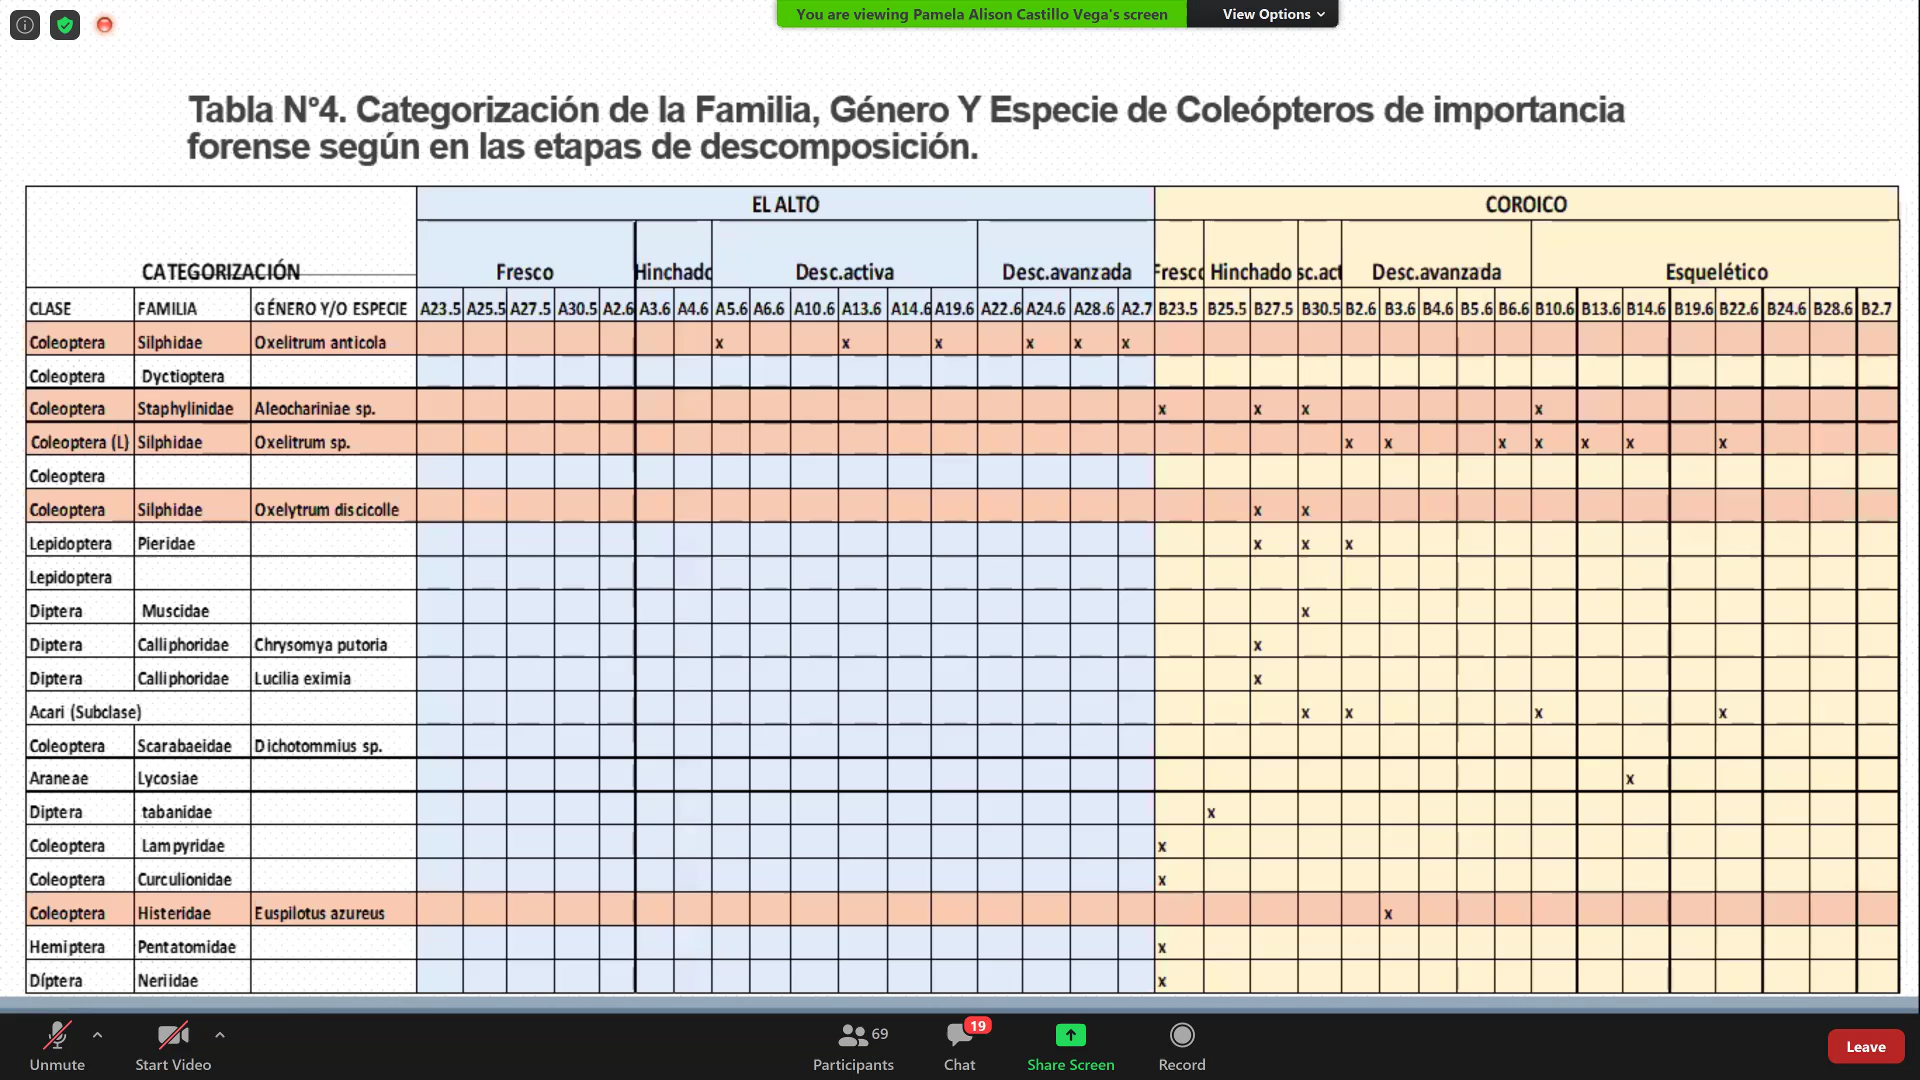 You are viewing Pamela Alison Castillo Vega's screen
View Options
Tabla N°4. Categorización de la Familia, Género Y Especie de Coleópteros de importancia
forense según en las etapas de descomposición.
EL ALTO COROICO
CATEGORIZACIÓN Fresco Hinchado Desc.activa Desc.avanzada Fresco Hinchado sc.act Desc.avanzada Esquelético
CLASE FAMILIA GÉNERO Y/O ESPECIE A23.5 A25.5 A27.5 A30.5 A2.6 A3.6 A4.6 A5.6 A6.6 A10.6 A13.6 A14.6 A19.6 A22.6 A24.6 A28.6 A2.7 B23.5 B25.5 B27.5 B30.5 B2.6 B3.6 B4.6 B5.6 B6.6 B10.6 B13.6 B14.6 B19.6 B22.6 B24.6 B28.6 B2.7
Coleoptera Silphidae Oxelitrum anticola x x x x x x
Coleoptera Dyctioptera
Coleoptera Staphylinidae Aleochariniae sp. x x x x
Coleoptera (L) Silphidae Oxelitrum sp. x x x x x x x
Coleoptera
Coleoptera Silphidae Oxelytrum discicolle x x
Lepidoptera Pieridae x x x
Lepidoptera
Diptera Muscidae x
Diptera Calliphoridae Chrysomya putoria x
Diptera Calliphoridae Lucilia eximia x
Acari (Subclase) x x x x
Coleoptera Scarabaeidae Dichotommius sp.
Araneae Lycosiae x
Diptera tabanidae x
Coleoptera Lampyridae x
Coleoptera Curculionidae x
Coleoptera Histeridae Euspilotus azureus x
Hemiptera Pentatomidae x
Díptera Neriidae x
69 19
Unmute Start Video Participants Chat Share Screen Record Leave